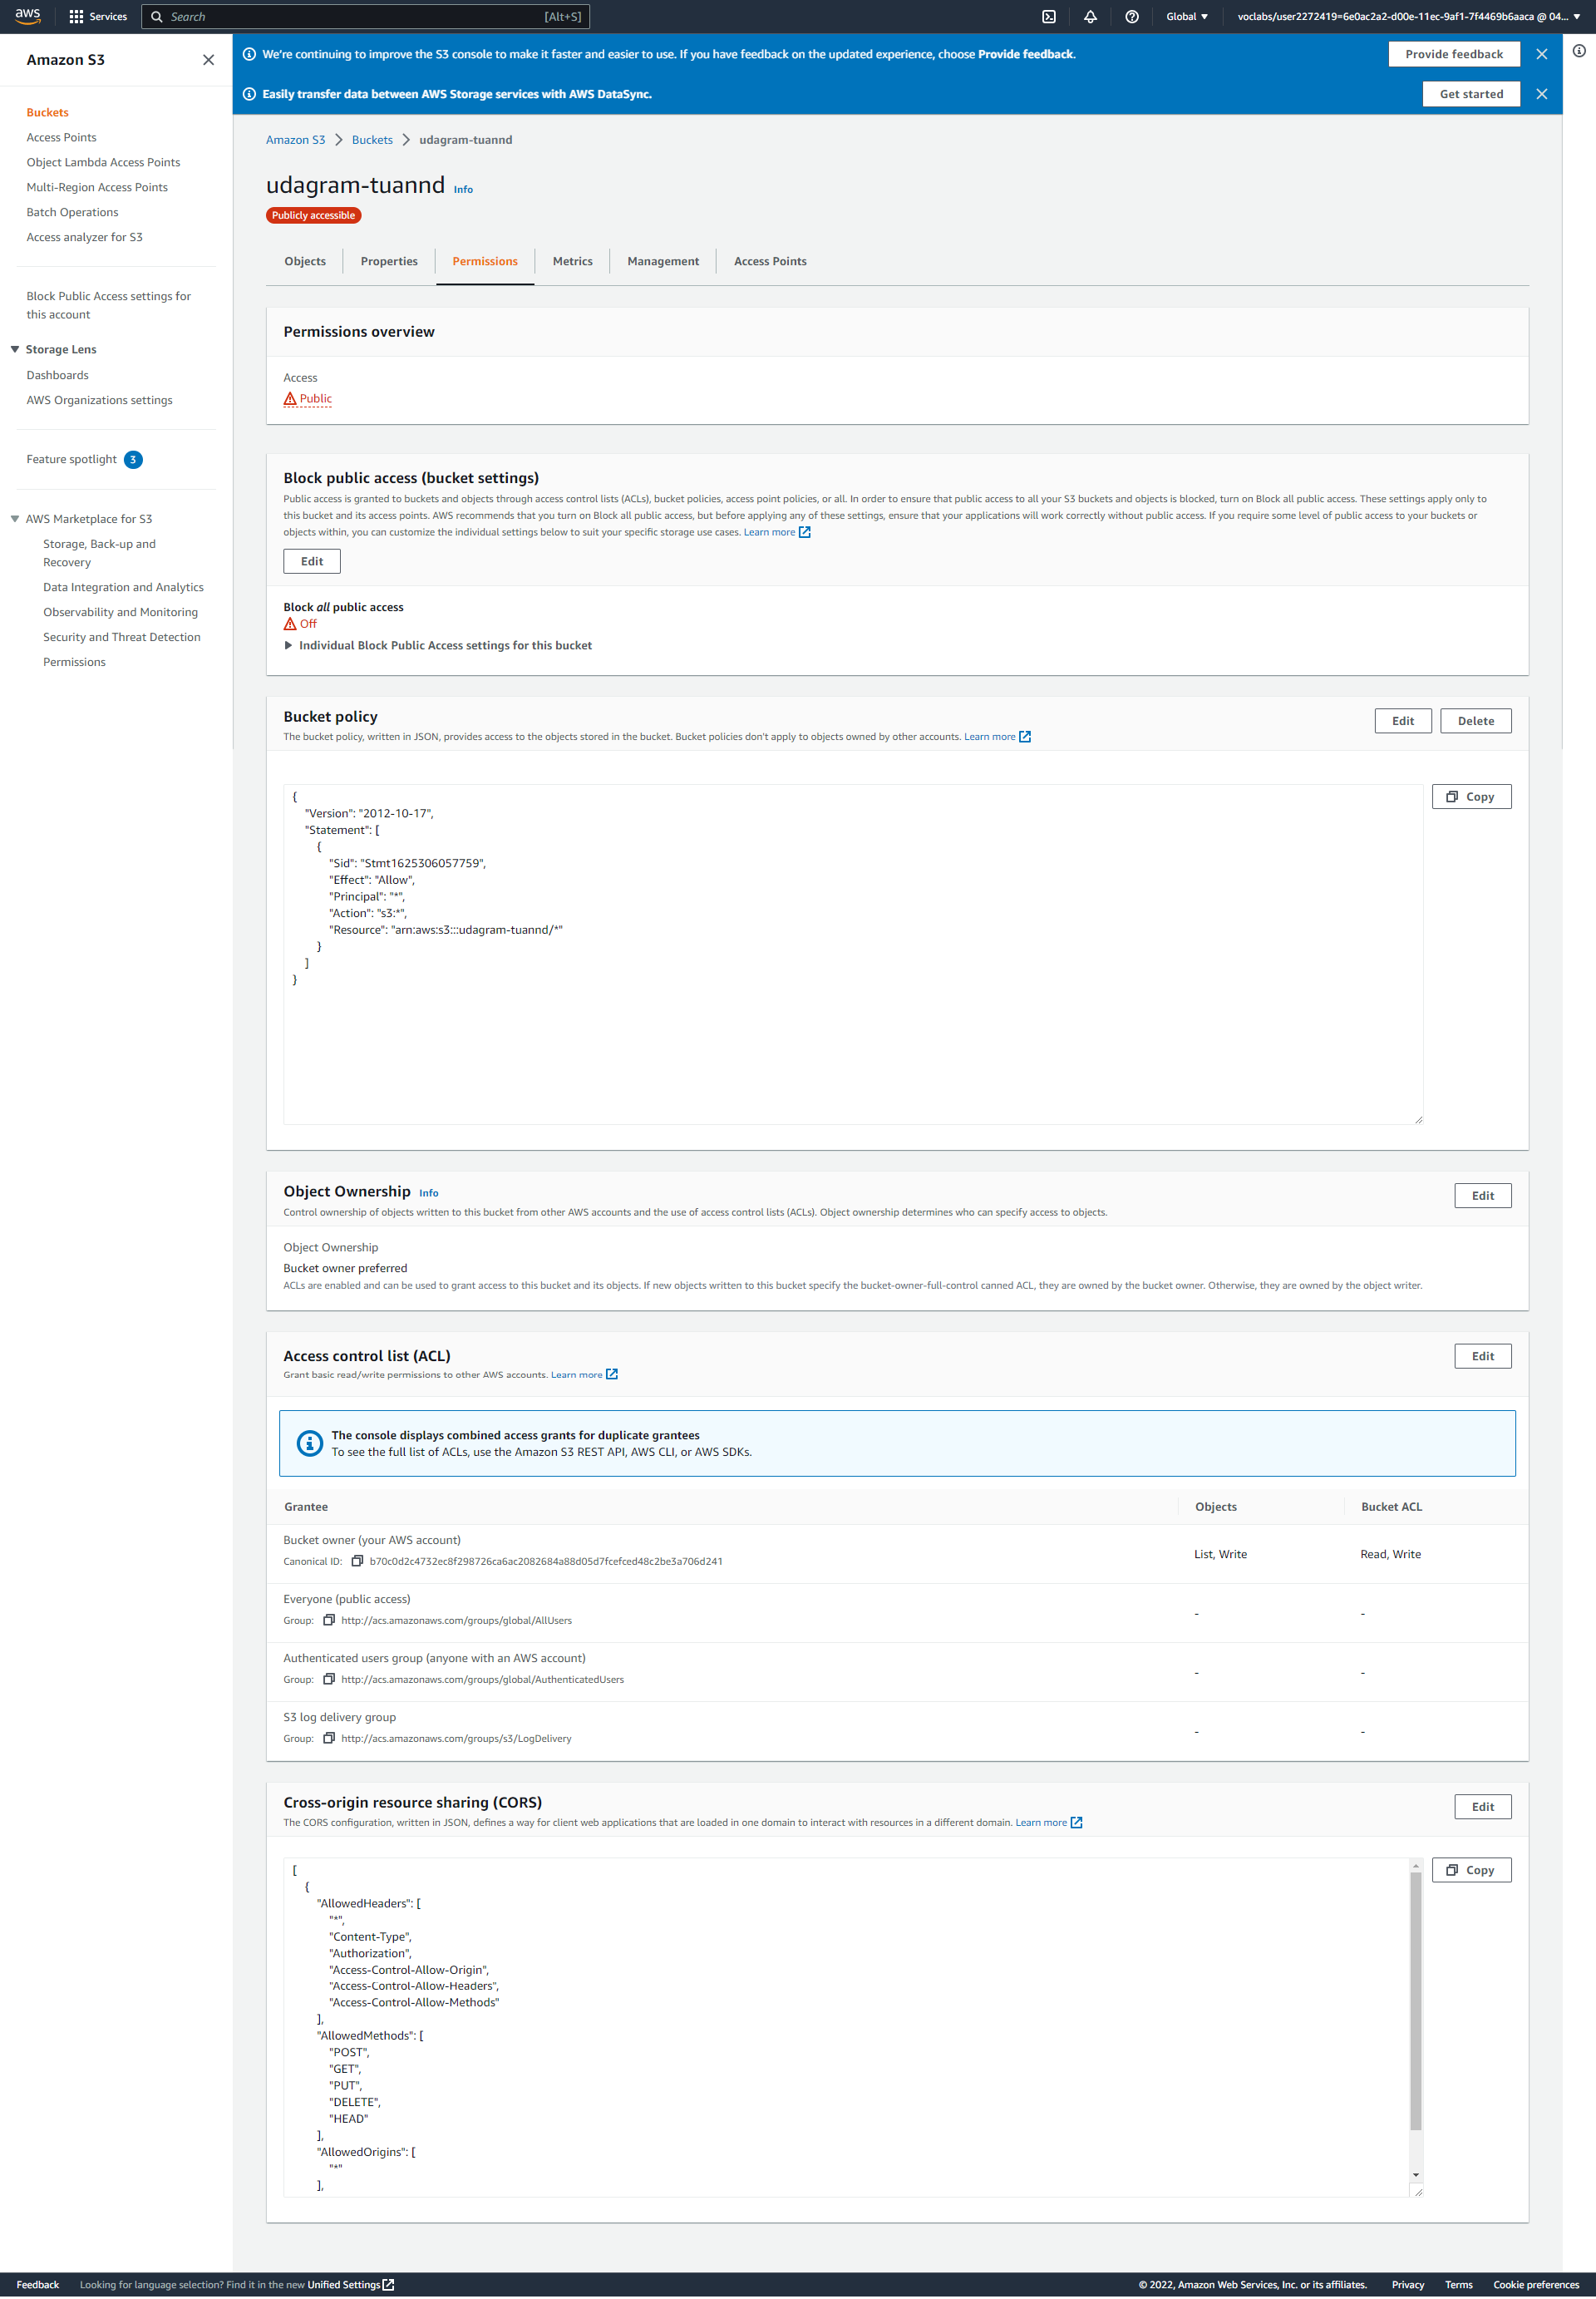 aws
Services
Search
[Alt+S]
Global
voclabs/user2272419=6e0ac2a2-d00e-11ec-9af1-7f4469b6aaca @ 04...
Amazon S3
Buckets
Access Points
Object Lambda Access Points
Multi-Region Access Points
Batch Operations
Access analyzer for S3
Block Public Access settings for
this account
Storage Lens
Dashboards
AWS Organizations settings
Feature spotlight 3
AWS Marketplace for S3
Storage, Back-up and
Recovery
Data Integration and Analytics
Observability and Monitoring
Security and Threat Detection
Permissions
We're continuing to improve the S3 console to make it faster and easier to use. If you have feedback on the updated experience, choose Provide feedback.
Provide feedback
Easily transfer data between AWS Storage services with AWS DataSync.
Get started
Amazon S3 > Buckets > udagram-tuannd
udagram-tuannd Info
Publicly accessible
Objects
Properties
Permissions
Metrics
Management
Access Points
Permissions overview
Access
Public
Block public access (bucket settings)
Public access is granted to buckets and objects through access control lists (ACLs), bucket policies, access point policies, or all. In order to ensure that public access to all your S3 buckets and objects is blocked, turn on Block all public access. These settings apply only to
this bucket and its access points. AWS recommends that you turn on Block all public access, but before applying any of these settings, ensure that your applications will work correctly without public access. If you require some level of public access to your buckets or
objects within, you can customize the individual settings below to suit your specific storage use cases. Learn more
Edit
Block all public access
Off
Individual Block Public Access settings for this bucket
Bucket policy
The bucket policy, written in JSON, provides access to the objects stored in the bucket. Bucket policies don't apply to objects owned by other accounts. Learn more
Edit
Delete
Copy
{
"Version": "2012-10-17",
"Statement": [
{
"Sid": "Stmt1625306057759",
"Effect": "Allow",
"Principal": "*",
"Action": "s3:*",
"Resource": "arn:aws:s3:::udagram-tuannd/*"
}
]
}
Object Ownership Info
Control ownership of objects written to this bucket from other AWS accounts and the use of access control lists (ACLs). Object ownership determines who can specify access to objects.
Edit
Object Ownership
Bucket owner preferred
ACLs are enabled and can be used to grant access to this bucket and its objects. If new objects written to this bucket specify the bucket-owner-full-control canned ACL, they are owned by the bucket owner. Otherwise, they are owned by the object writer.
Access control list (ACL)
Grant basic read/write permissions to other AWS accounts. Learn more
Edit
The console displays combined access grants for duplicate grantees
To see the full list of ACLs, use the Amazon S3 REST API, AWS CLI, or AWS SDKs.
Grantee
Objects
Bucket ACL
Bucket owner (your AWS account)
Canonical ID: b70c0d2c4732ec8f298726ca6ac2082684a88d05d7fcefced48c2be3a706d241
List, Write
Read, Write
Everyone (public access)
Group: http://acs.amazonaws.com/groups/global/AllUsers
-
-
Authenticated users group (anyone with an AWS account)
Group: http://acs.amazonaws.com/groups/global/AuthenticatedUsers
-
-
S3 log delivery group
Group: http://acs.amazonaws.com/groups/s3/LogDelivery
-
-
Cross-origin resource sharing (CORS)
The CORS configuration, written in JSON, defines a way for client web applications that are loaded in one domain to interact with resources in a different domain. Learn more
Edit
Copy
[
{
"AllowedHeaders": [
"*",
"Content-Type",
"Authorization",
"Access-Control-Allow-Origin",
"Access-Control-Allow-Headers",
"Access-Control-Allow-Methods"
],
"AllowedMethods": [
"POST",
"GET",
"PUT",
"DELETE",
"HEAD"
],
"AllowedOrigins": [
"*"
],
Feedback
Looking for language selection? Find it in the new Unified Settings
© 2022, Amazon Web Services, Inc. or its affiliates.
Privacy
Terms
Cookie preferences